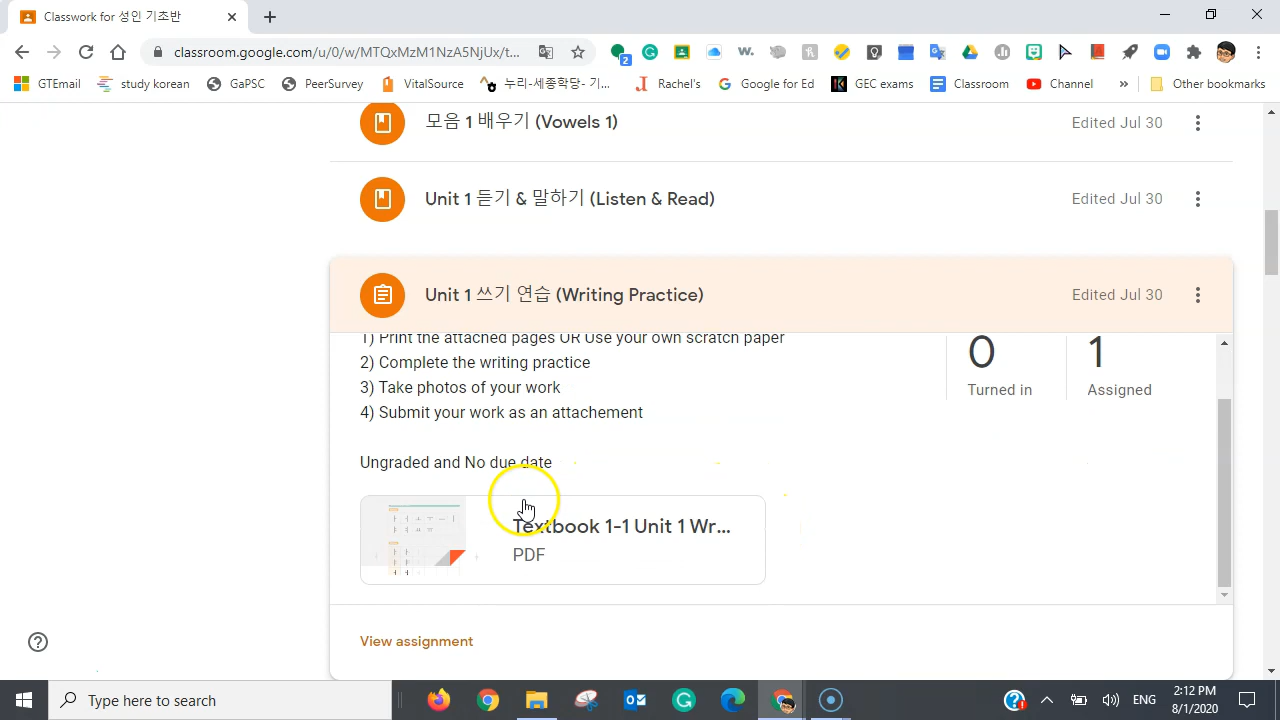 Classwork for 성인 기초반
classroom.google.com/u/0/w/MTQxMzM1NzA5NjUx/t...
2
GTEmail
study korean
GaPSC
PeerSurvey
VitalSource
누리-세종학당- 기...
Rachel's
Google for Ed
GEC exams
Classroom
Channel
»
Other bookmarks
모음 1 배우기 (Vowels 1)
Edited Jul 30
Unit 1 듣기 & 말하기 (Listen & Read)
Edited Jul 30
Unit 1 쓰기 연습 (Writing Practice)
Edited Jul 30
1) Print the attached pages OR Use your own scratch paper
2) Complete the writing practice
3) Take photos of your work
4) Submit your work as an attachement
0
Turned in
1
Assigned
Ungraded and No due date
Textbook 1-1 Unit 1 Wr...
PDF
View assignment
Type here to search
ENG
2:12 PM
8/1/2020